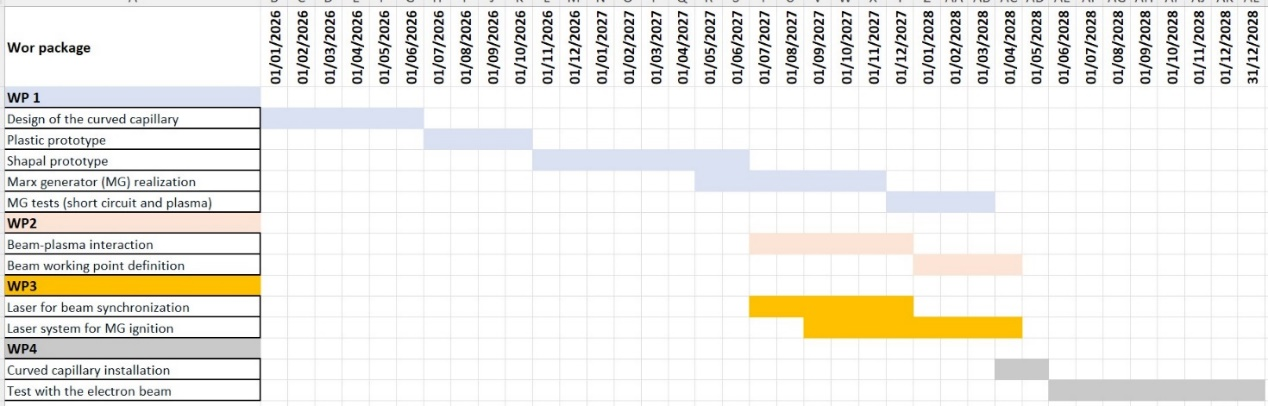 Wor package
01/01/2026
01/02/2026
01/03/2026
01/04/2026
01/05/2026
01/06/2026
01/07/2026
01/08/2026
01/09/2026
01/10/2026
01/11/2026
01/12/2026
01/01/2027
01/02/2027
01/03/2027
01/04/2027
01/05/2027
01/06/2027
01/07/2027
01/08/2027
01/09/2027
01/10/2027
01/11/2027
01/12/2027
01/01/2028
01/02/2028
01/03/2028
01/04/2028
01/05/2028
01/06/2028
01/07/2028
01/08/2028
01/09/2028
01/10/2028
01/11/2028
01/12/2028
31/12/2028
WP 1
Design of the curved capillary
Plastic prototype
Shapal prototype
Marx generator (MG) realization
MG tests (short circuit and plasma)
WP2
Beam-plasma interaction
Beam working point definition
WP3
Laser for beam synchronization
Laser system for MG ignition
WP4
Curved capillary installation
Test with the electron beam